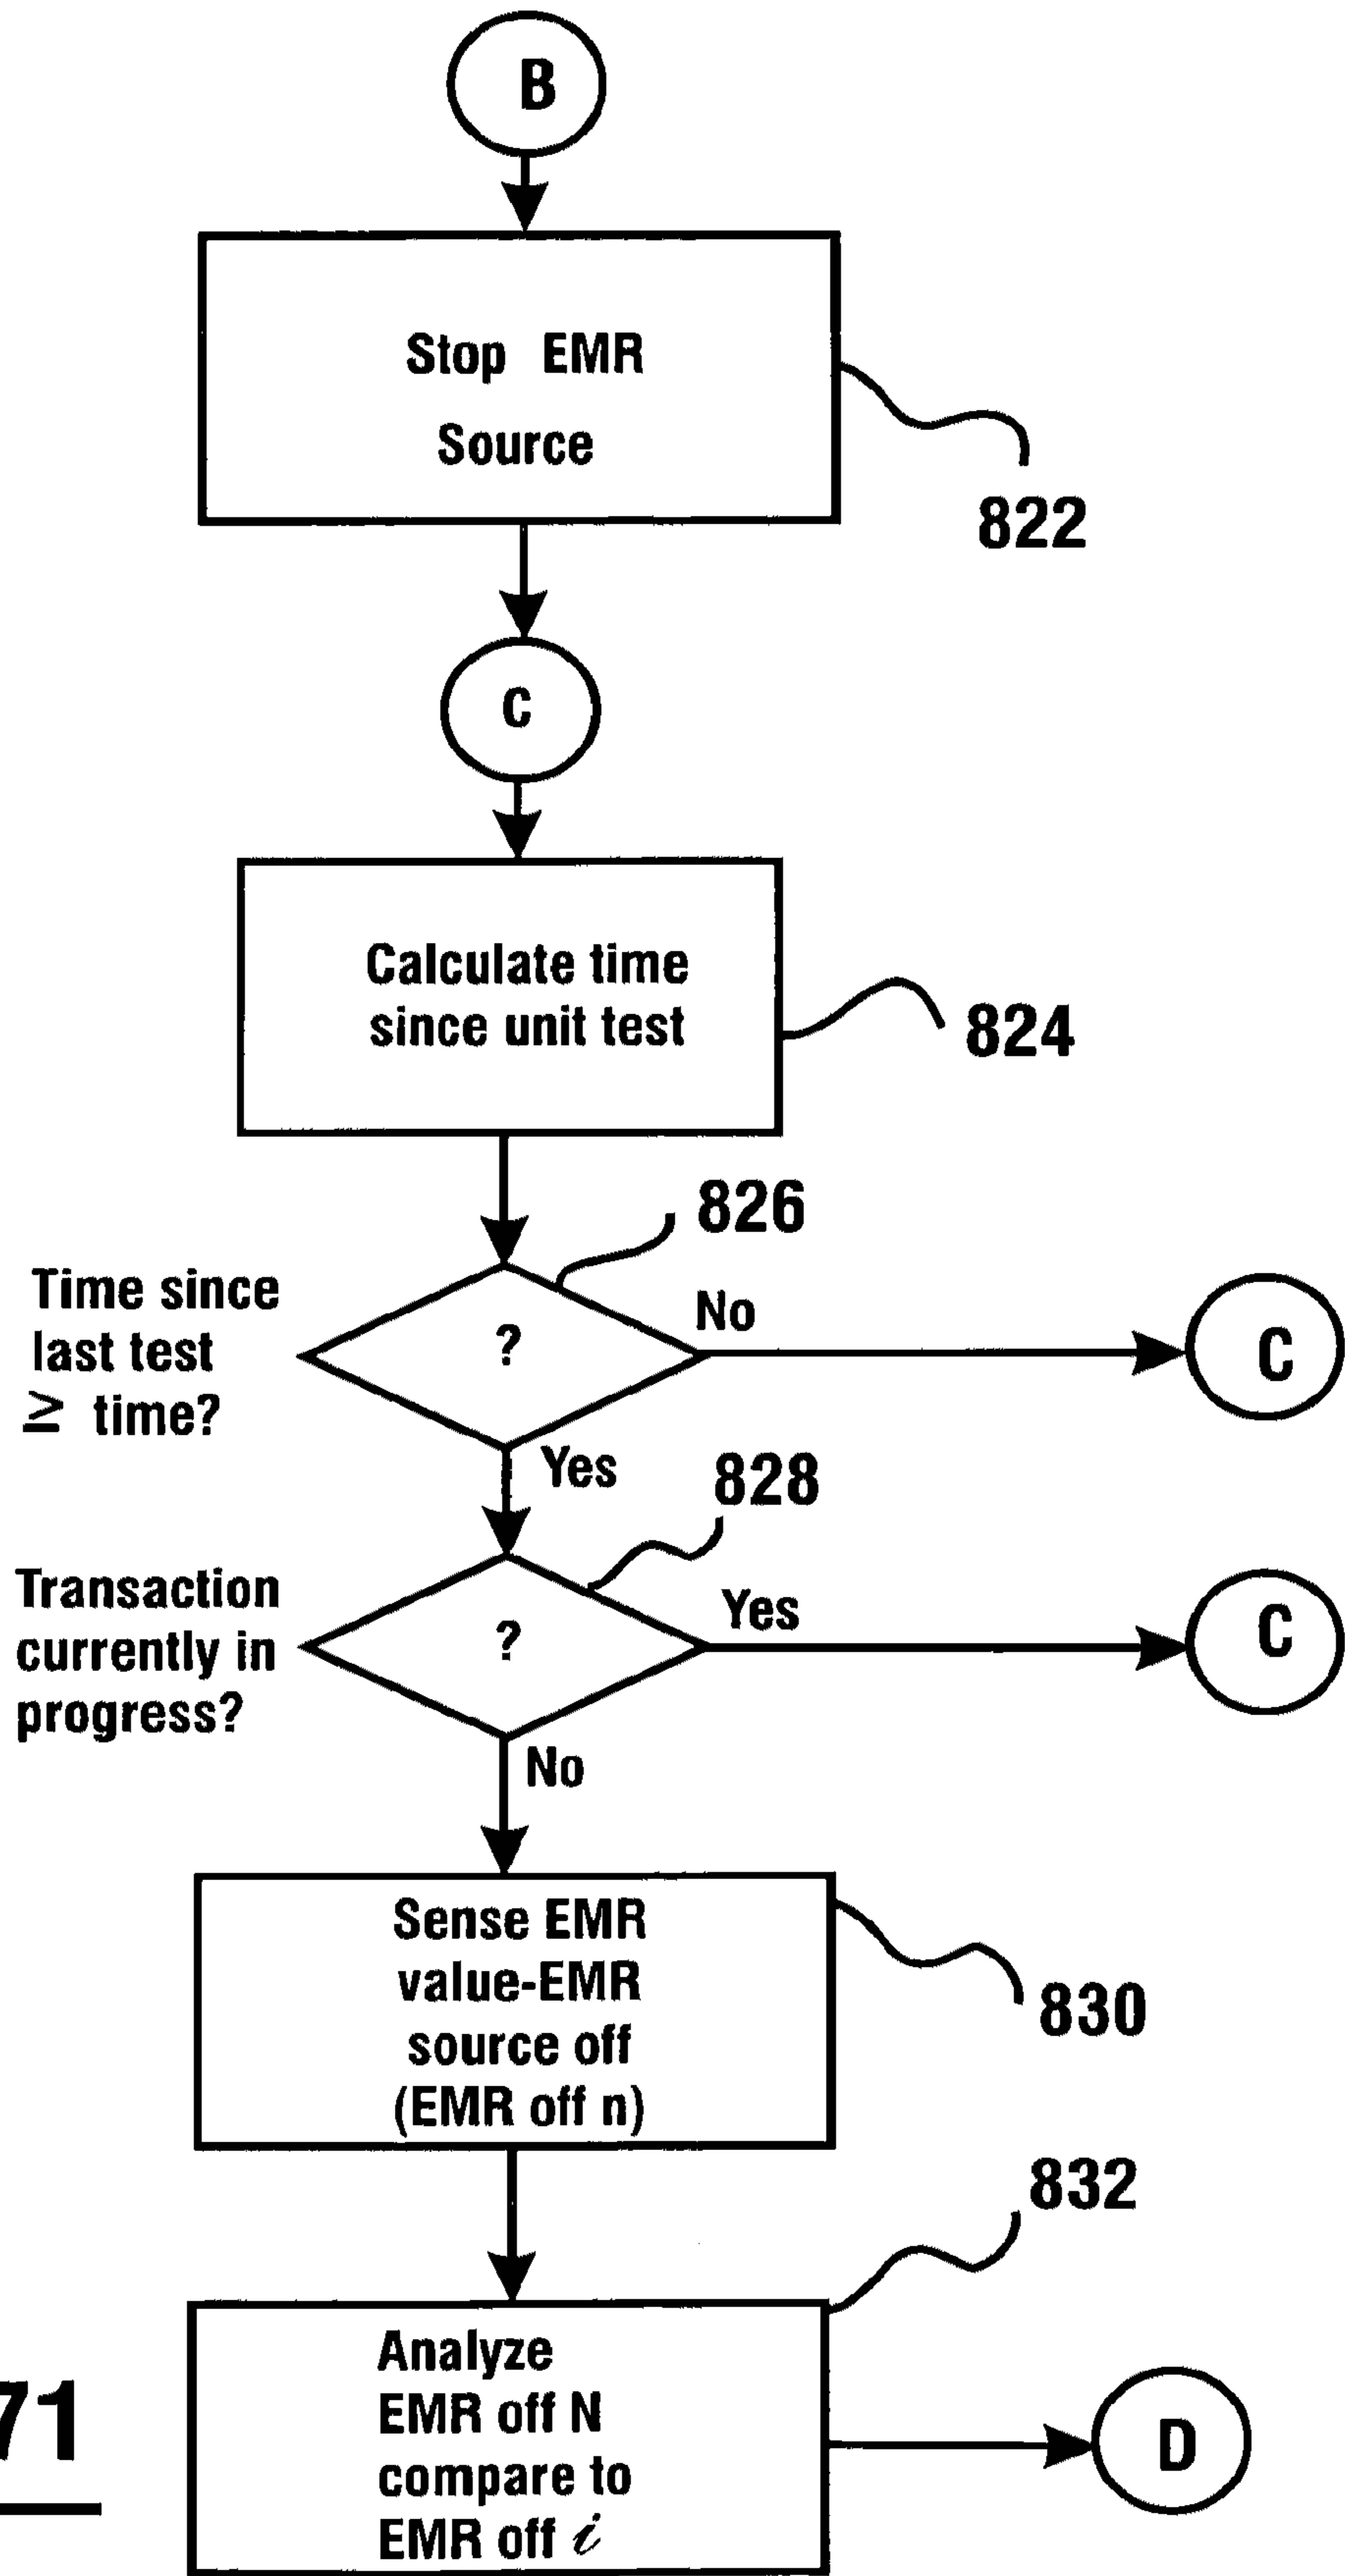 B
Stop EMR
Source
822
C
Calculate time
since unit test
824
826
Time since
last test
≥ time?
?
No
C
Yes
828
Transaction
currently in
progress?
?
Yes
C
No
Sense EMR
value-EMR
source off
(EMR off n)
830
832
Analyze
EMR off N
compare to
EMR off i
D
71